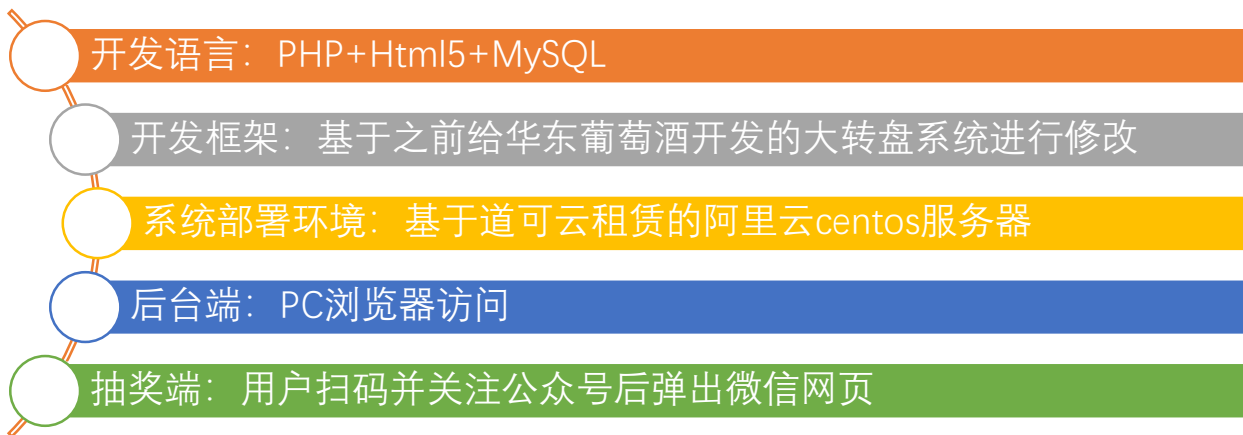 开发语言：PHP+Html5+MySQL
开发框架：基于之前给华东葡萄酒开发的大转盘系统进行修改
系统部署环境：基于道可云租赁的阿里云centos服务器
后台端：PC浏览器访问
抽奖端：用户扫码并关注公众号后弹出微信网页